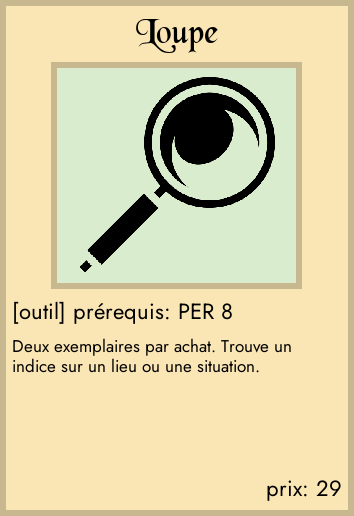 Loupe
[outil] prérequis: PER 8
Deux exemplaires par achat. Trouve un
indice sur un lieu ou une situation.
prix: 29